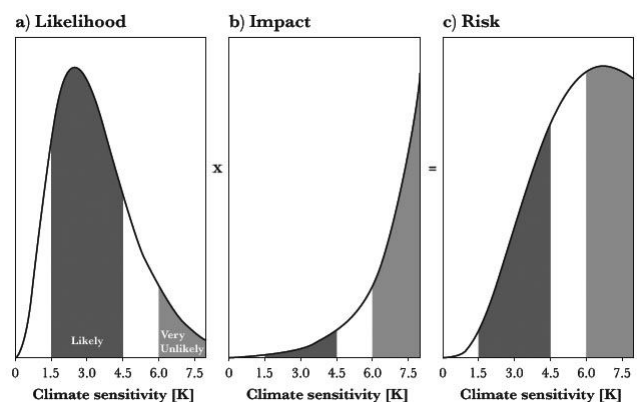 a) Likelihood
b) Impact
c) Risk
x
=
Likely
Very
Unlikely
0 1.5 3.0 4.5 6.0 7.5
0 1.5 3.0 4.5 6.0 7.5
0 1.5 3.0 4.5 6.0 7.5
Climate sensitivity [K]
Climate sensitivity [K]
Climate sensitivity [K]